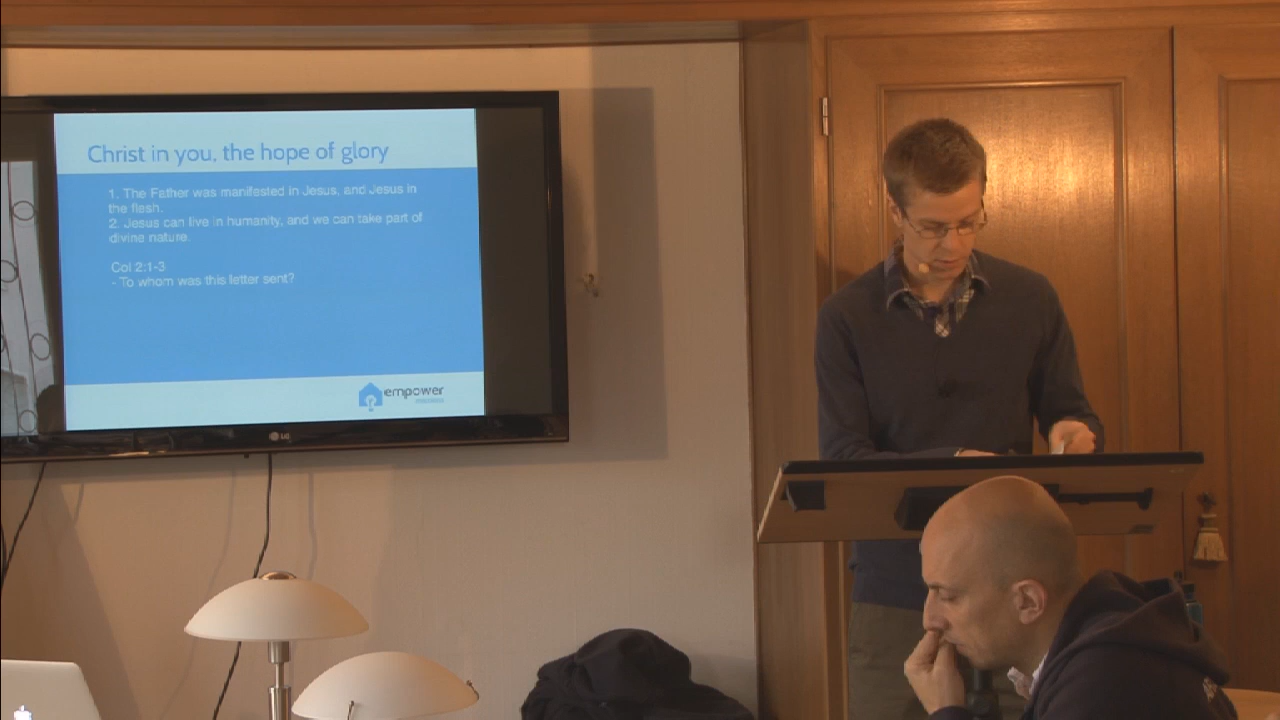 Christ in you, the hope of glory
1. The Father was manifested in Jesus, and Jesus in
the flesh.
2. Jesus can live in humanity, and we can take part of
divine nature.
Col 2:1-3
- To whom was this letter sent?
empower
LG